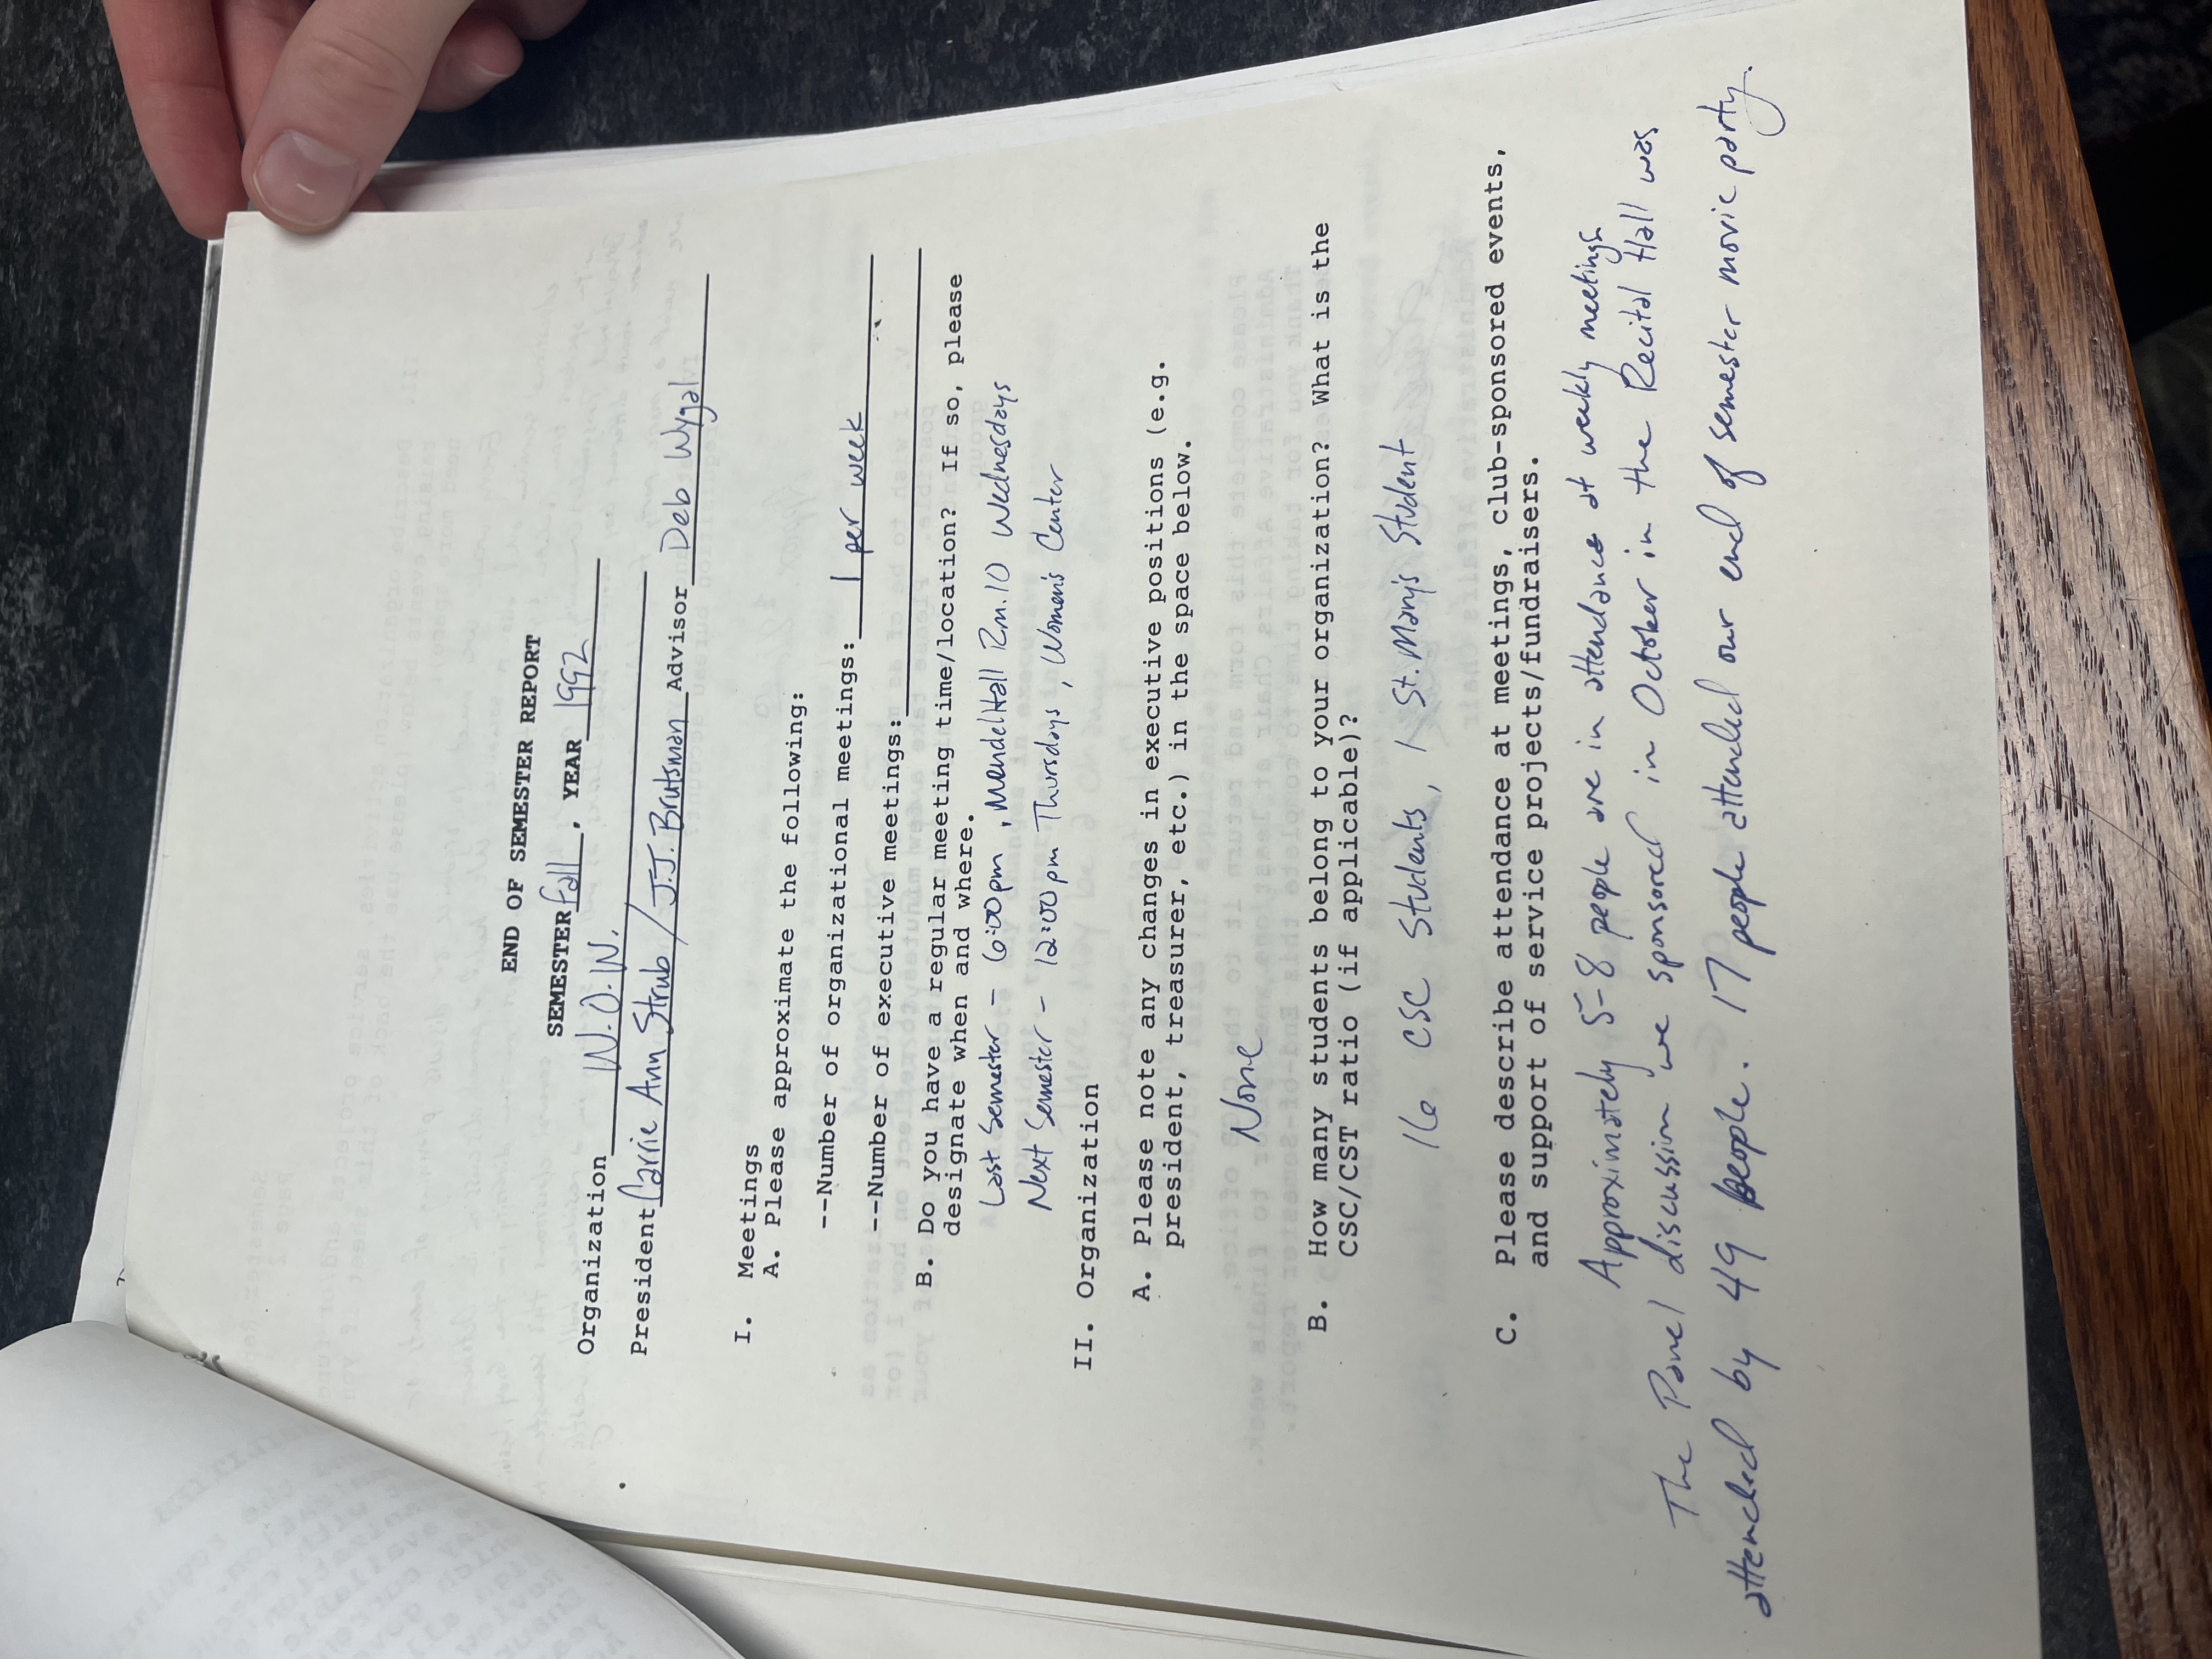 END OF SEMESTER REPORT
SEMESTER Fall, YEAR 1992
Organization W.O.W.
President Carrie Ann Strub / J.J. Brutsman Advisor Deb Wygal
I. Meetings
A. Please approximate the following:
--Number of organizational meetings: 1 per week
--Number of executive meetings:
B. Do you have a regular meeting time/location? If so, please
designate when and where.
Last Semester - 6:00pm, Mendel Hall Rm.10 Wednesdays
Next Semester - 12:00pm Thursdays, Women's Center
II. Organization
A. Please note any changes in executive positions (e.g.
president, treasurer, etc.) in the space below.
None
B. How many students belong to your organization? What is the
CSC/CST ratio (if applicable)?
16 CSC Students, 1 St. Mary's Student
C. Please describe attendance at meetings, club-sponsored events,
and support of service projects/fundraisers.
Approximately 5-8 people are in attendance at weekly meetings
The Panel discussion we sponsored in October in the Recital Hall was
attended by 49 people. 17 people attended our end of semester movie party.